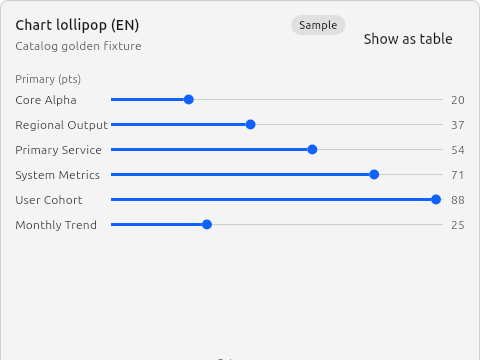 Chart lollipop (EN)
Sample
Show as table
Catalog golden fixture
Primary (pts)
Core Alpha 20
Regional Output 37
Primary Service 54
System Metrics 71
User Cohort 88
Monthly Trend 25